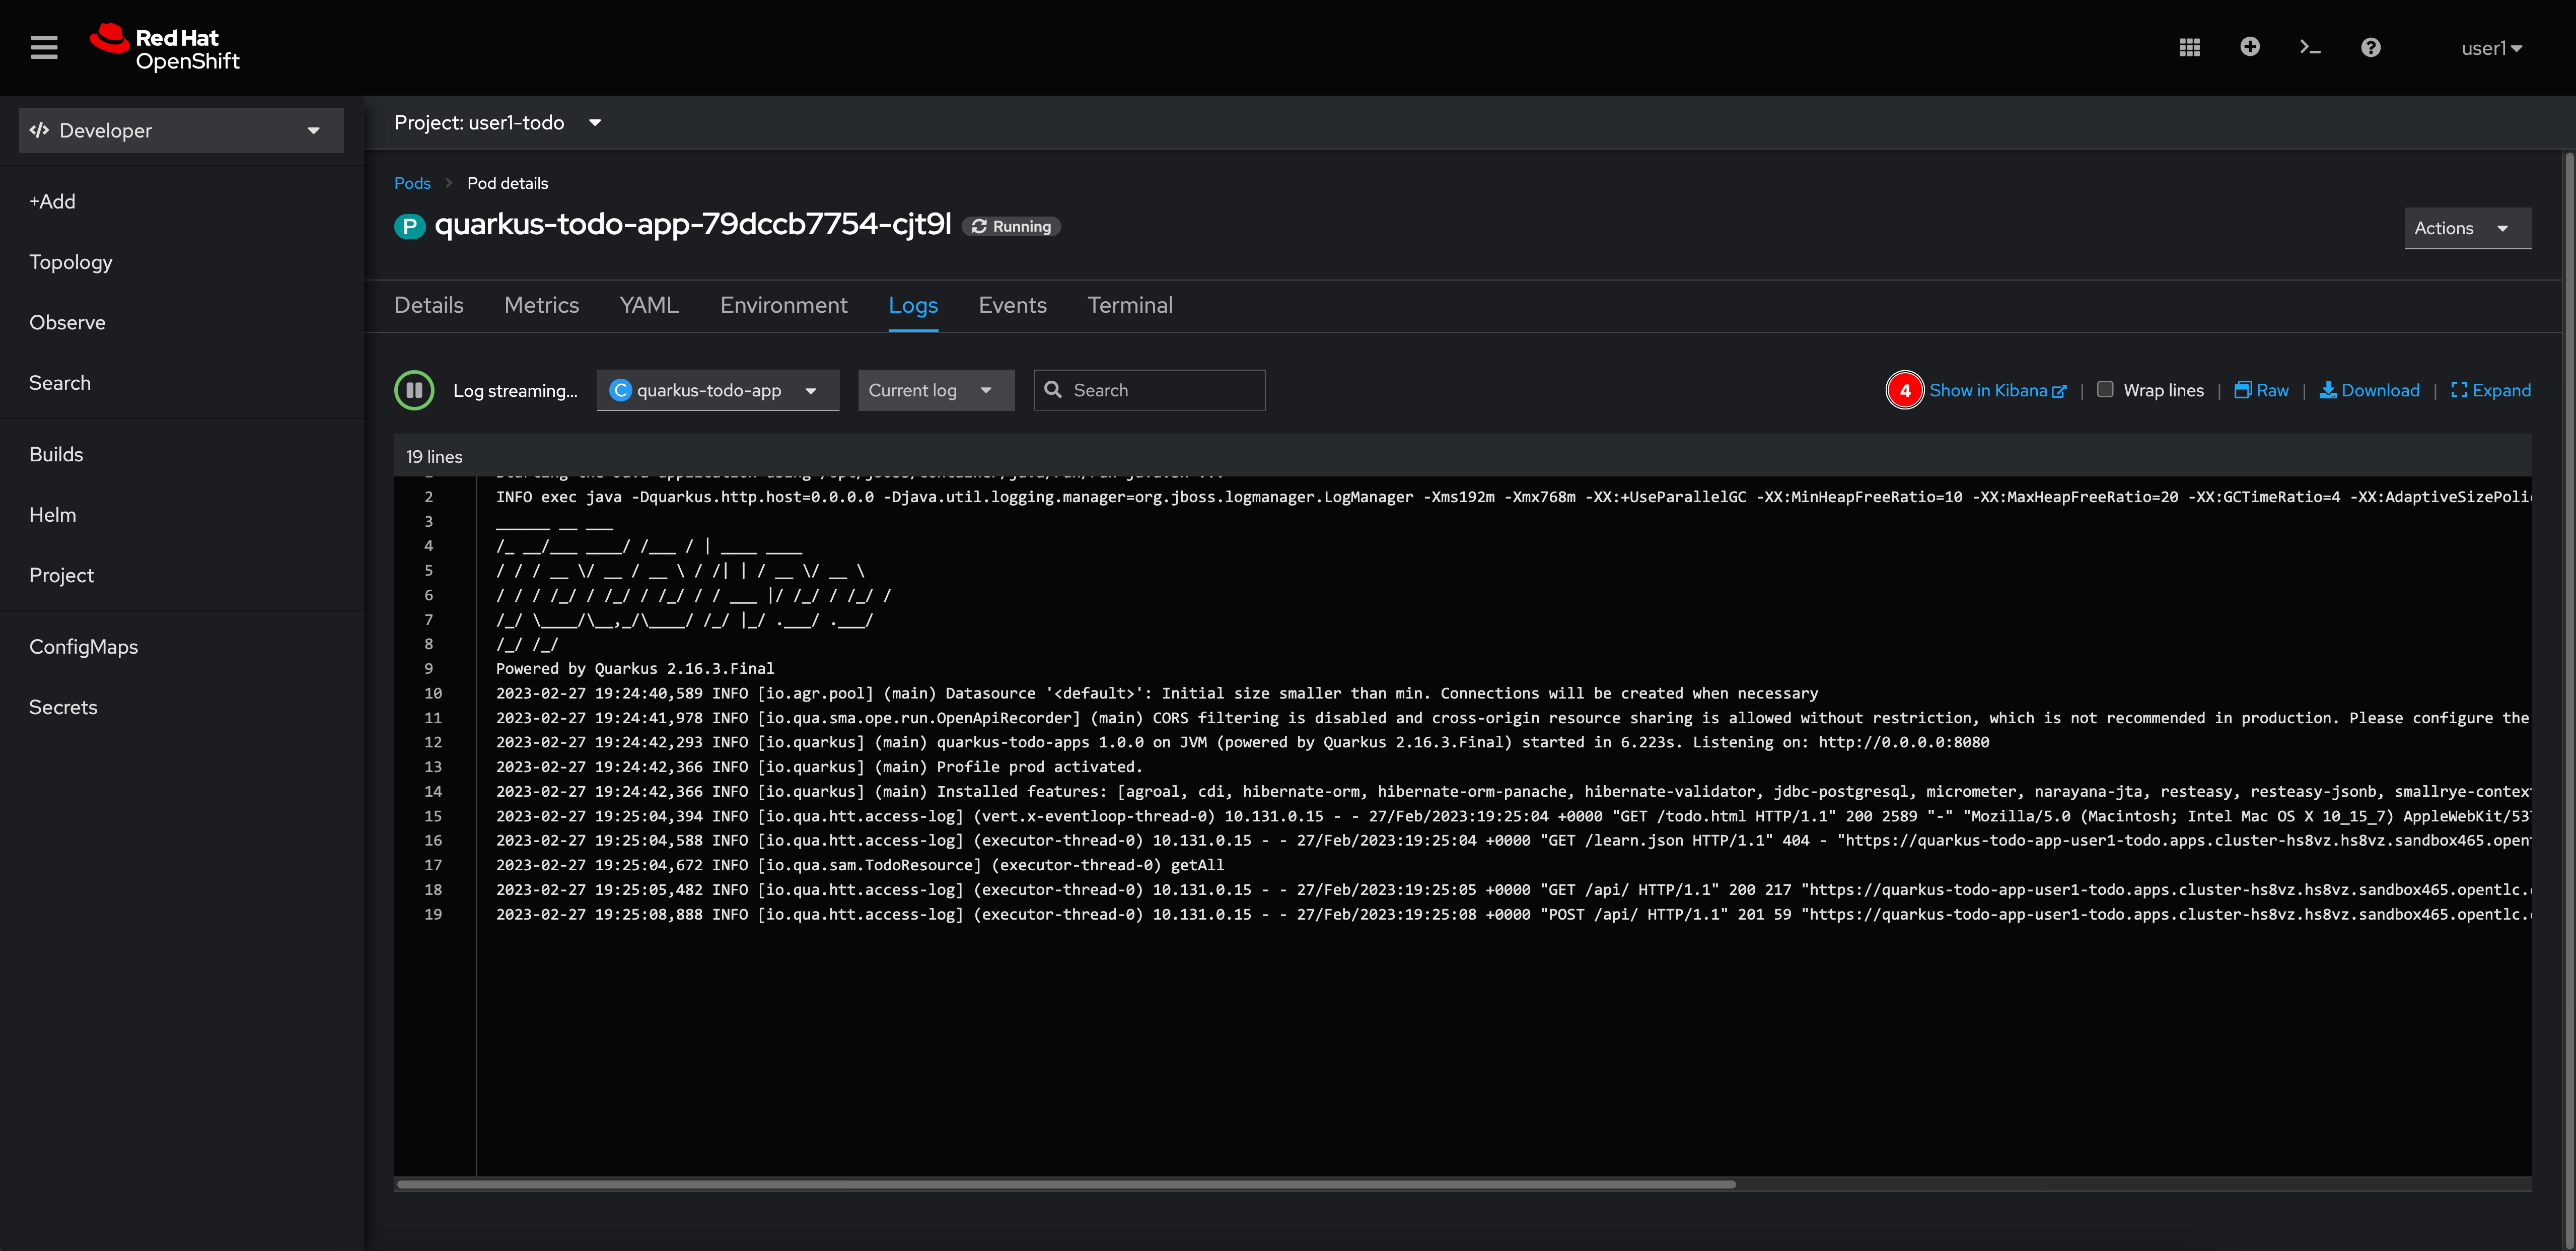 Red Hat
OpenShift
user1
Developer
+Add
Topology
Observe
Search
Builds
Helm
Project
ConfigMaps
Secrets
Project: user1-todo
Pods > Pod details
P quarkus-todo-app-79dccb7754-cjt9l Running
Actions
Details Metrics YAML Environment Logs Events Terminal
Log streaming... C quarkus-todo-app Current log Search 4 Show in Kibana | Wrap lines | Raw | Download | Expand
19 lines
2 INFO exec java -Dquarkus.http.host=0.0.0.0 -Djava.util.logging.manager=org.jboss.logmanager.LogManager -Xms192m -Xmx768m -XX:+UseParallelGC -XX:MinHeapFreeRatio=10 -XX:MaxHeapFreeRatio=20 -XX:GCTimeRatio=4 -XX:AdaptiveSizePoli
3 ______ __ ___
4 /_ __/___ ____/ /___ / | ____ ____
5 / / / __ \/ __ / __ \ / /| | / __ \/ __ \
6 / / / /_/ / /_/ / /_/ / / ___ |/ /_/ / /_/ /
7 /_/ \____/\__,_/\____/ /_/ |_/ .___/ .___/
8 /_/ /_/
9 Powered by Quarkus 2.16.3.Final
10 2023-02-27 19:24:40,589 INFO [io.agr.pool] (main) Datasource '<default>': Initial size smaller than min. Connections will be created when necessary
11 2023-02-27 19:24:41,978 INFO [io.qua.sma.ope.run.OpenApiRecorder] (main) CORS filtering is disabled and cross-origin resource sharing is allowed without restriction, which is not recommended in production. Please configure the
12 2023-02-27 19:24:42,293 INFO [io.quarkus] (main) quarkus-todo-apps 1.0.0 on JVM (powered by Quarkus 2.16.3.Final) started in 6.223s. Listening on: http://0.0.0.0:8080
13 2023-02-27 19:24:42,366 INFO [io.quarkus] (main) Profile prod activated.
14 2023-02-27 19:24:42,366 INFO [io.quarkus] (main) Installed features: [agroal, cdi, hibernate-orm, hibernate-orm-panache, hibernate-validator, jdbc-postgresql, micrometer, narayana-jta, resteasy, resteasy-jsonb, smallrye-context
15 2023-02-27 19:25:04,394 INFO [io.qua.htt.access-log] (vert.x-eventloop-thread-0) 10.131.0.15 - - 27/Feb/2023:19:25:04 +0000 "GET /todo.html HTTP/1.1" 200 2589 "-" "Mozilla/5.0 (Macintosh; Intel Mac OS X 10_15_7) AppleWebKit/537
16 2023-02-27 19:25:04,588 INFO [io.qua.htt.access-log] (executor-thread-0) 10.131.0.15 - - 27/Feb/2023:19:25:04 +0000 "GET /learn.json HTTP/1.1" 404 - "https://quarkus-todo-app-user1-todo.apps.cluster-hs8vz.hs8vz.sandbox465.opent
17 2023-02-27 19:25:04,672 INFO [io.qua.sam.TodoResource] (executor-thread-0) getAll
18 2023-02-27 19:25:05,482 INFO [io.qua.htt.access-log] (executor-thread-0) 10.131.0.15 - - 27/Feb/2023:19:25:05 +0000 "GET /api/ HTTP/1.1" 200 217 "https://quarkus-todo-app-user1-todo.apps.cluster-hs8vz.hs8vz.sandbox465.opentlc.
19 2023-02-27 19:25:08,888 INFO [io.qua.htt.access-log] (executor-thread-0) 10.131.0.15 - - 27/Feb/2023:19:25:08 +0000 "POST /api/ HTTP/1.1" 201 59 "https://quarkus-todo-app-user1-todo.apps.cluster-hs8vz.hs8vz.sandbox465.opentlc.